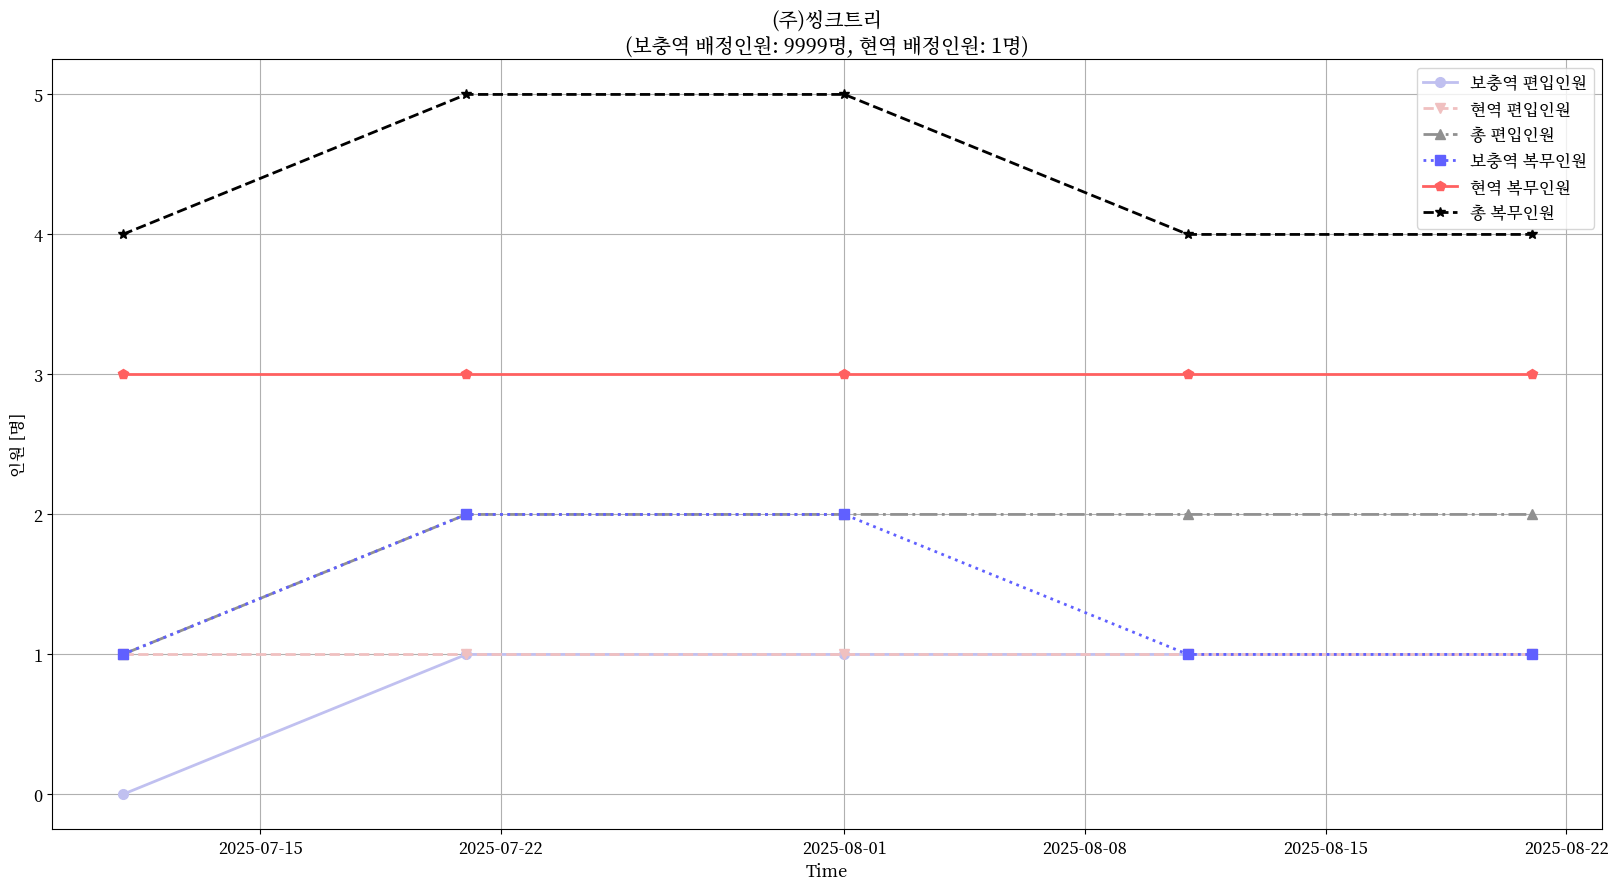 (주)씽크트리
(보충역 배정인원: 9999명, 현역 배정인원: 1명)
보충역 편입인원
현역 편입인원
총 편입인원
보충역 복무인원
현역 복무인원
총 복무인원
인원 [명]
5
4
3
2
1
0
2025-07-15
2025-07-22
2025-08-01
2025-08-08
2025-08-15
2025-08-22
Time